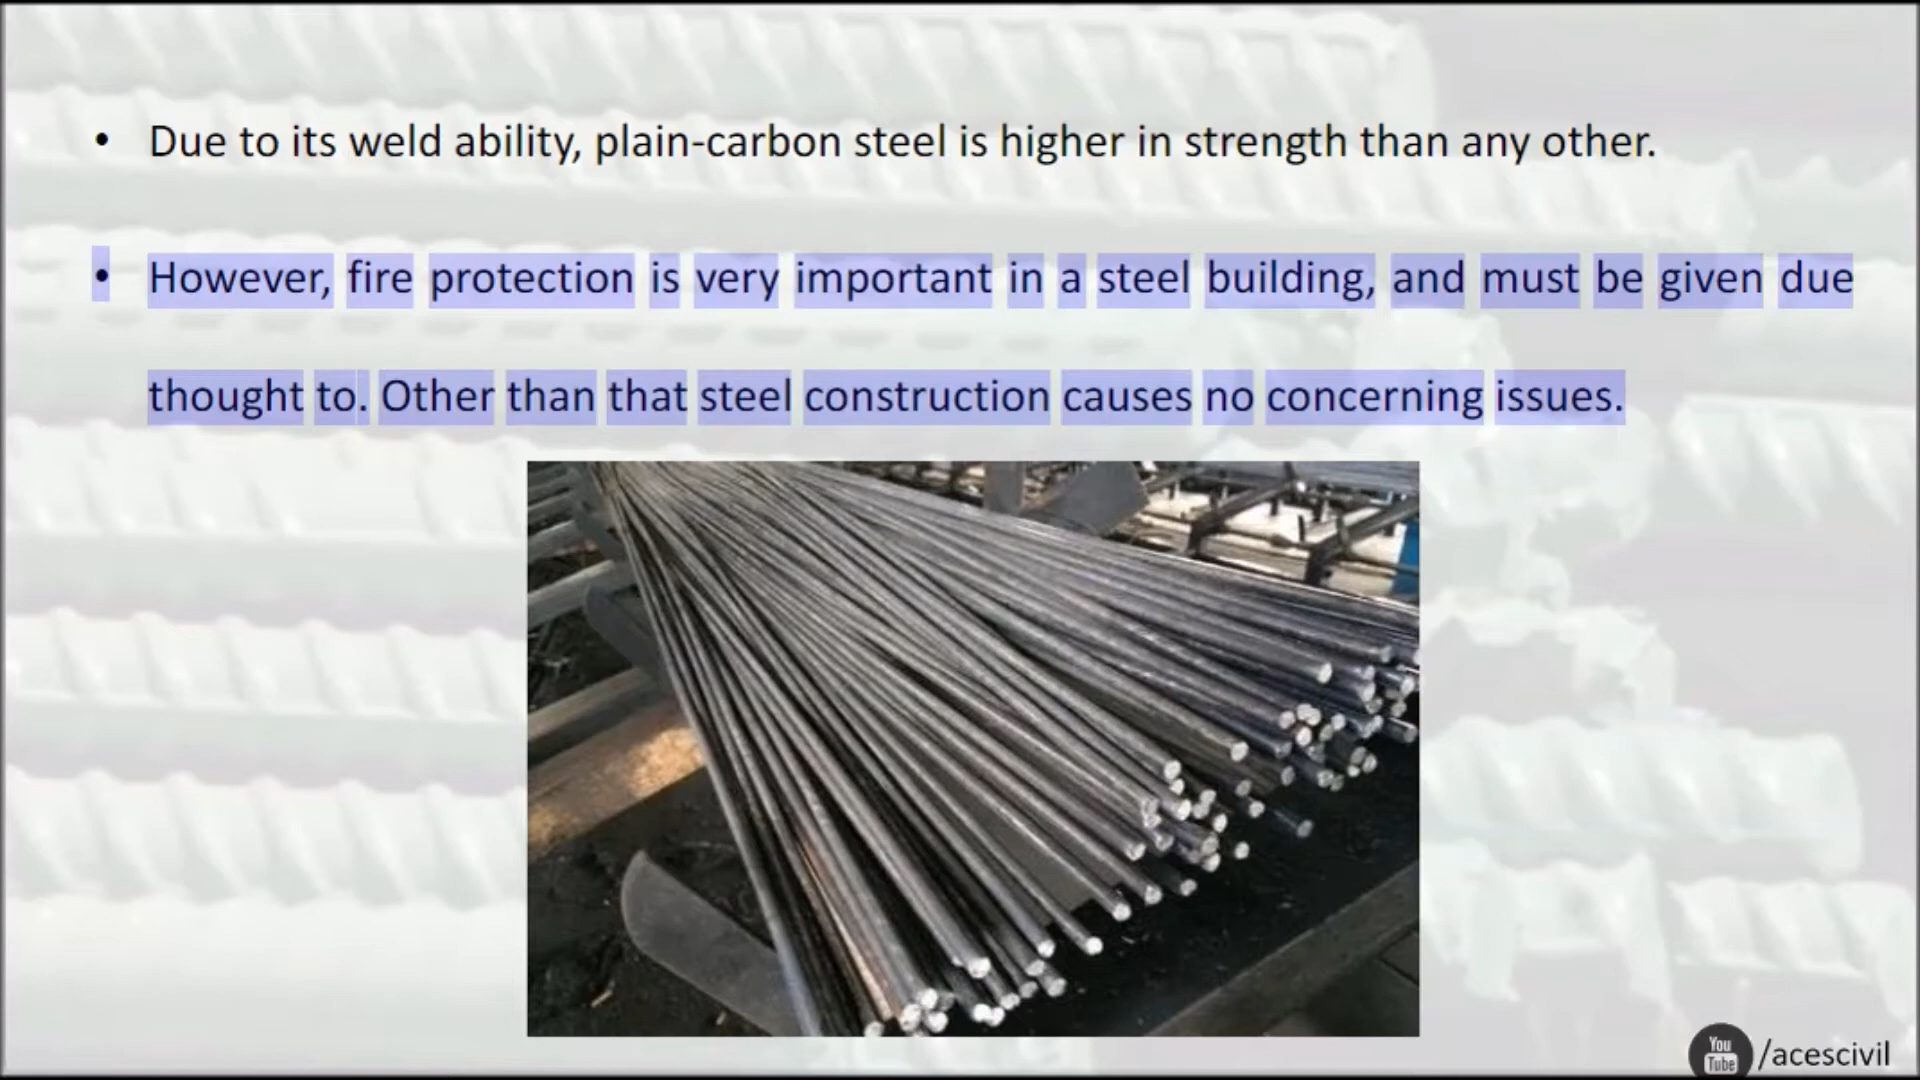 • Due to its weld ability, plain-carbon steel is higher in strength than any other.
• However, fire protection is very important in a steel building, and must be given due
thought to. Other than that steel construction causes no concerning issues.
You
Tube /acescivil